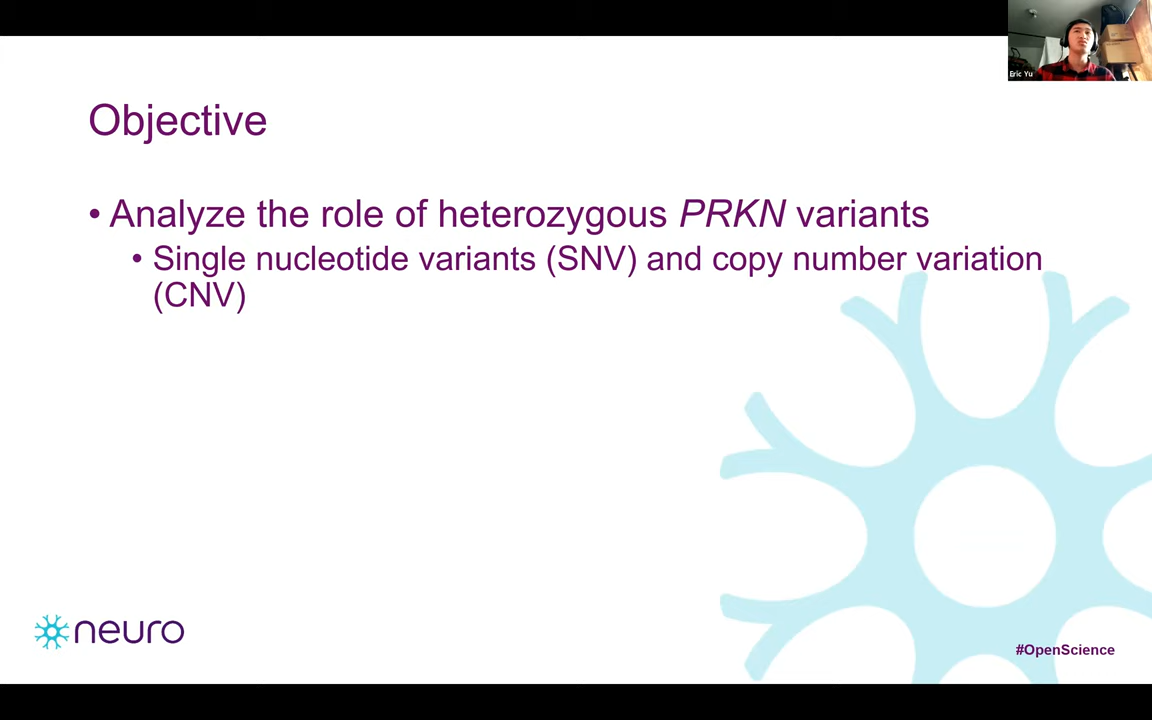 Eric Yu
Objective
• Analyze the role of heterozygous PRKN variants
• Single nucleotide variants (SNV) and copy number variation
(CNV)
neuro
#OpenScience